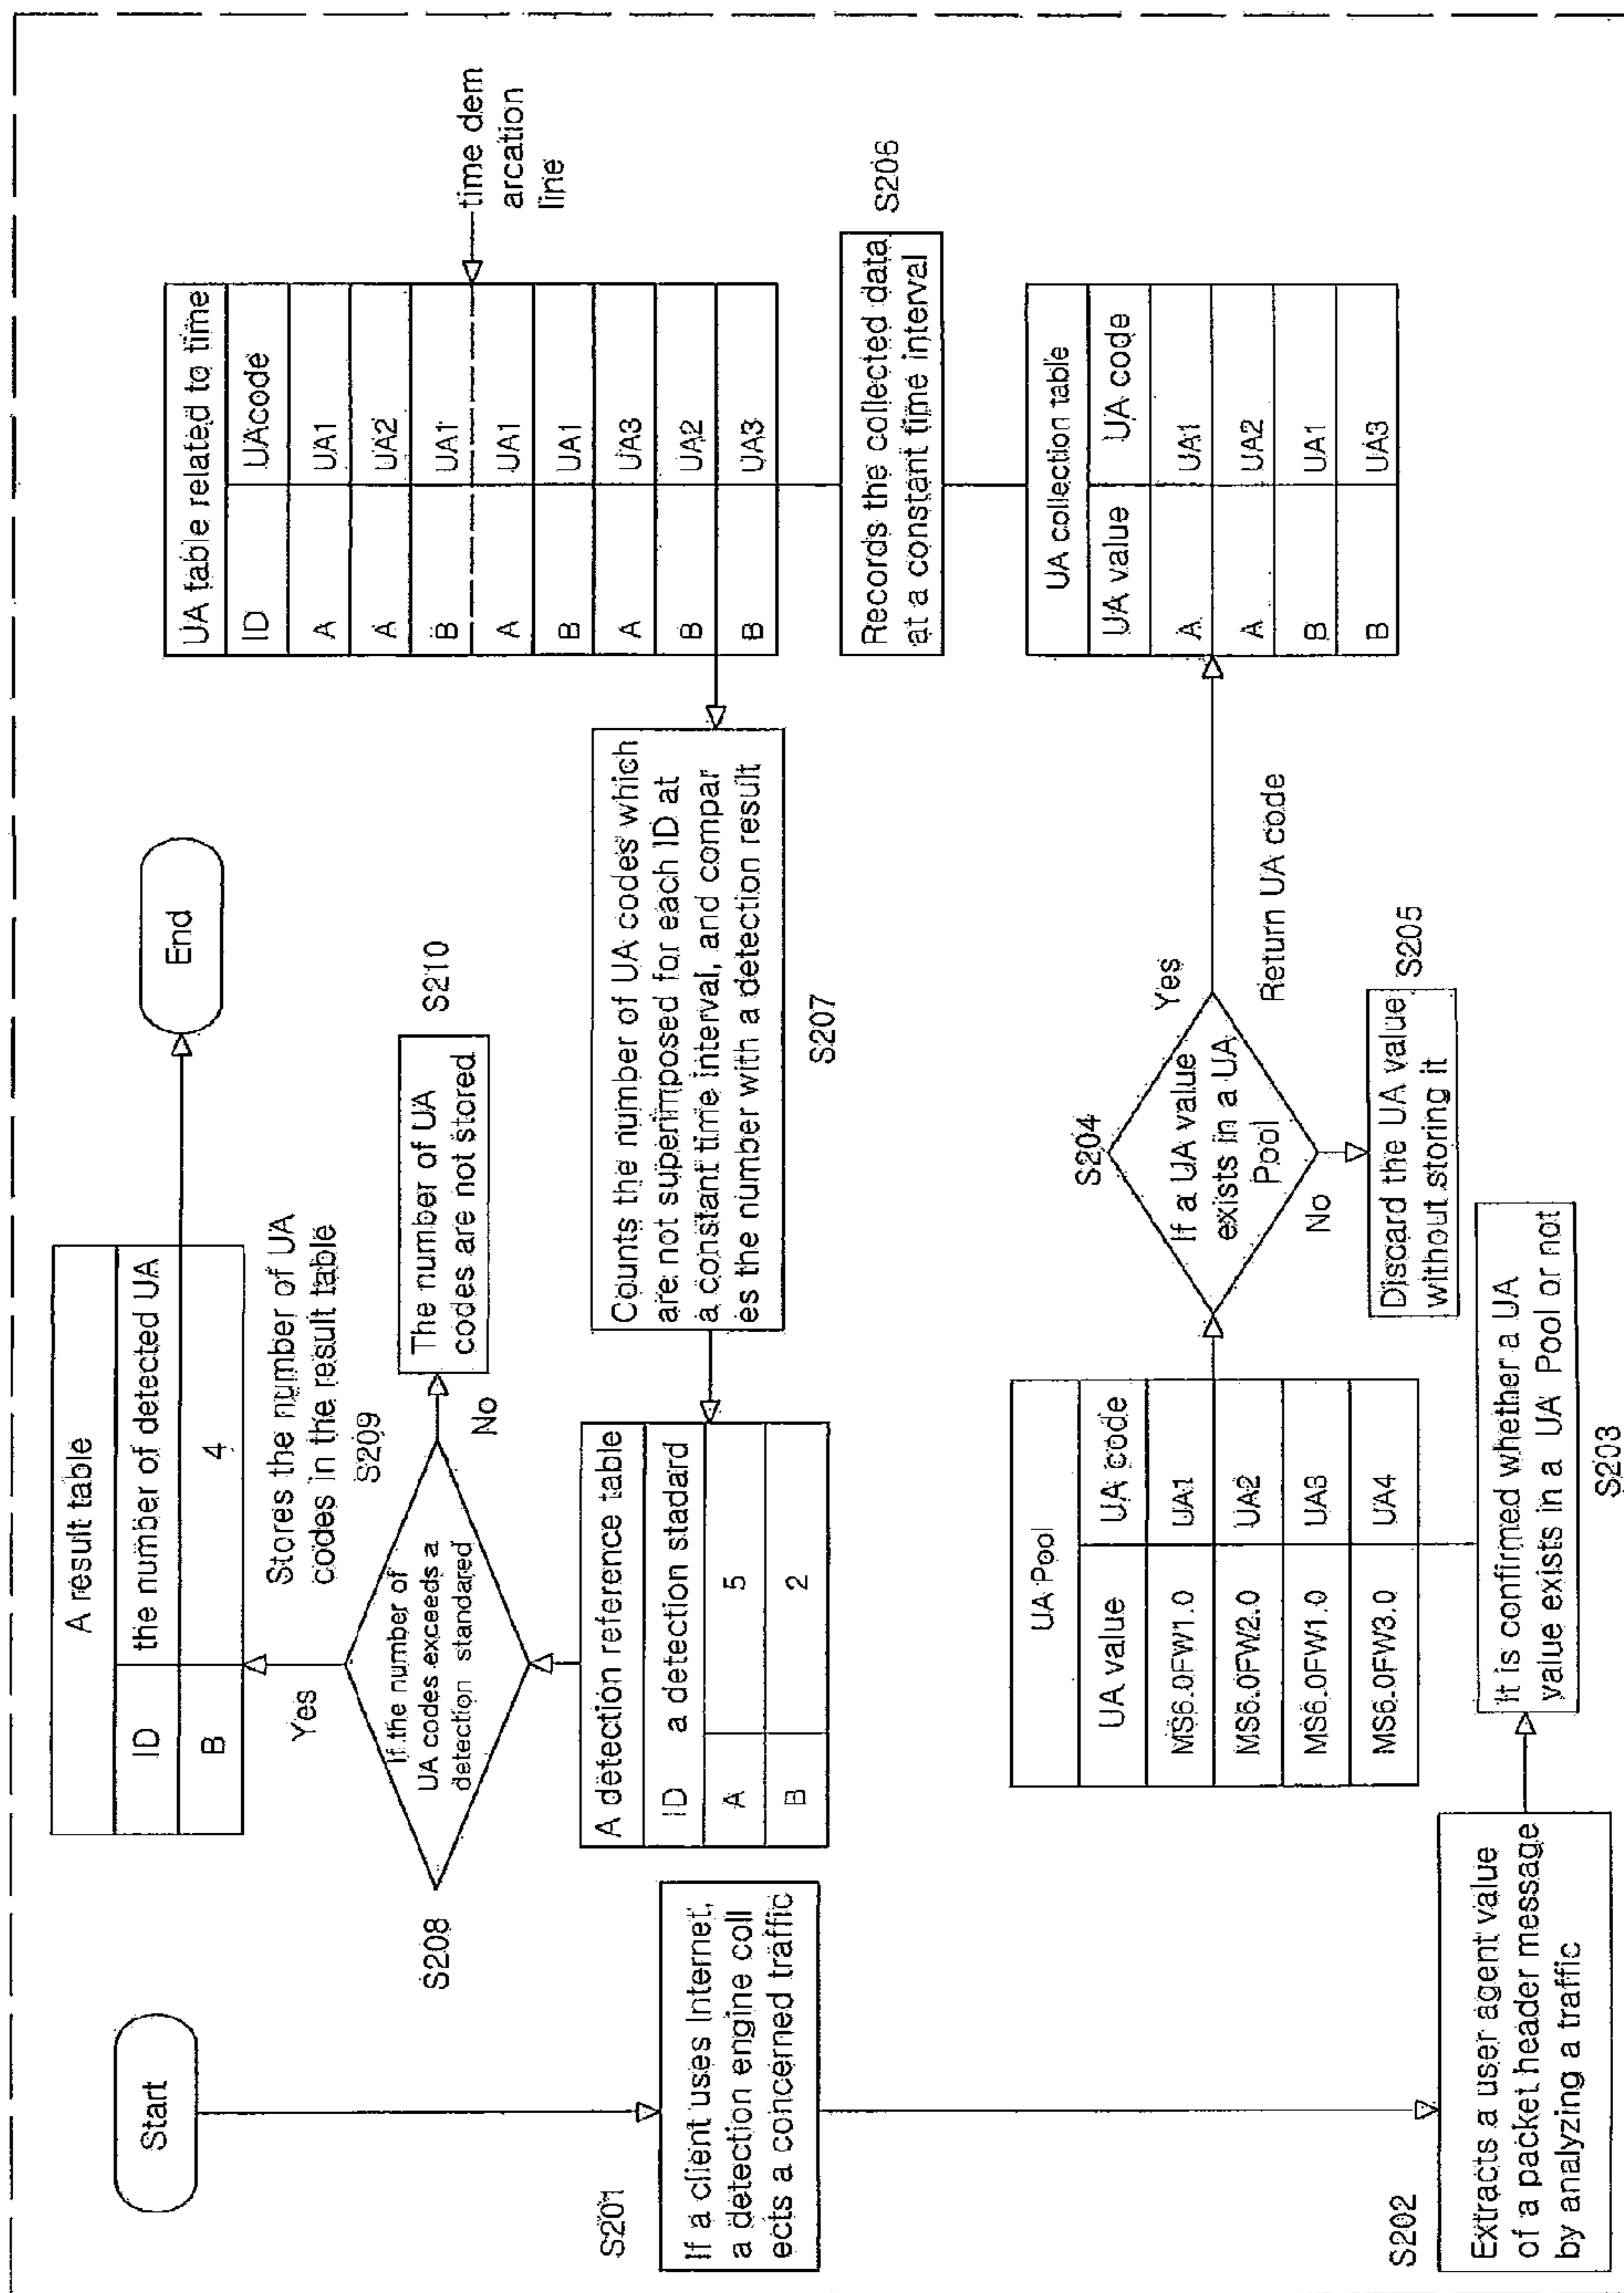 Start
S201
If a client uses Internet,
a detection engine coll
ects a concerned traffic
S202
Extracts a user agent value
of a packet header message
by analyzing a traffic
It is confirmed whether a UA
value exists in a UA Pool or not
S203
UA Pool
UA value UA code
MS6.0FW1.0 UA1
MS6.0FW2.0 UA2
MS6.0FW1.0 UA3
MS6.0FW3.0 UA4
S204
If a UA value
exists in a UA
Pool
Yes
Return UA code
No
Discard the UA value
without storing it
S205
UA collection table
UA value UA code
A UA1
A UA2
B UA1
B UA3
Records the collected data
at a constant time interval
S206
UA table related to time
ID UAcode
A UA1
A UA2
B UA1
A UA1
B UA1
A UA3
B UA2
B UA3
time dem
arcation
line
Counts the number of UA codes which
are not superimposed for each ID at
a constant time interval, and compar
es the number with a detection result
S207
A detection reference table
ID a detection stadard
A 5
B 2
S208
If the number of
UA codes exceeds a
detection standared
No
The number of UA
codes are not stored
S210
Yes
Stores the number of UA
codes in the result table
S209
A result table
ID the number of detected UA
B 4
End